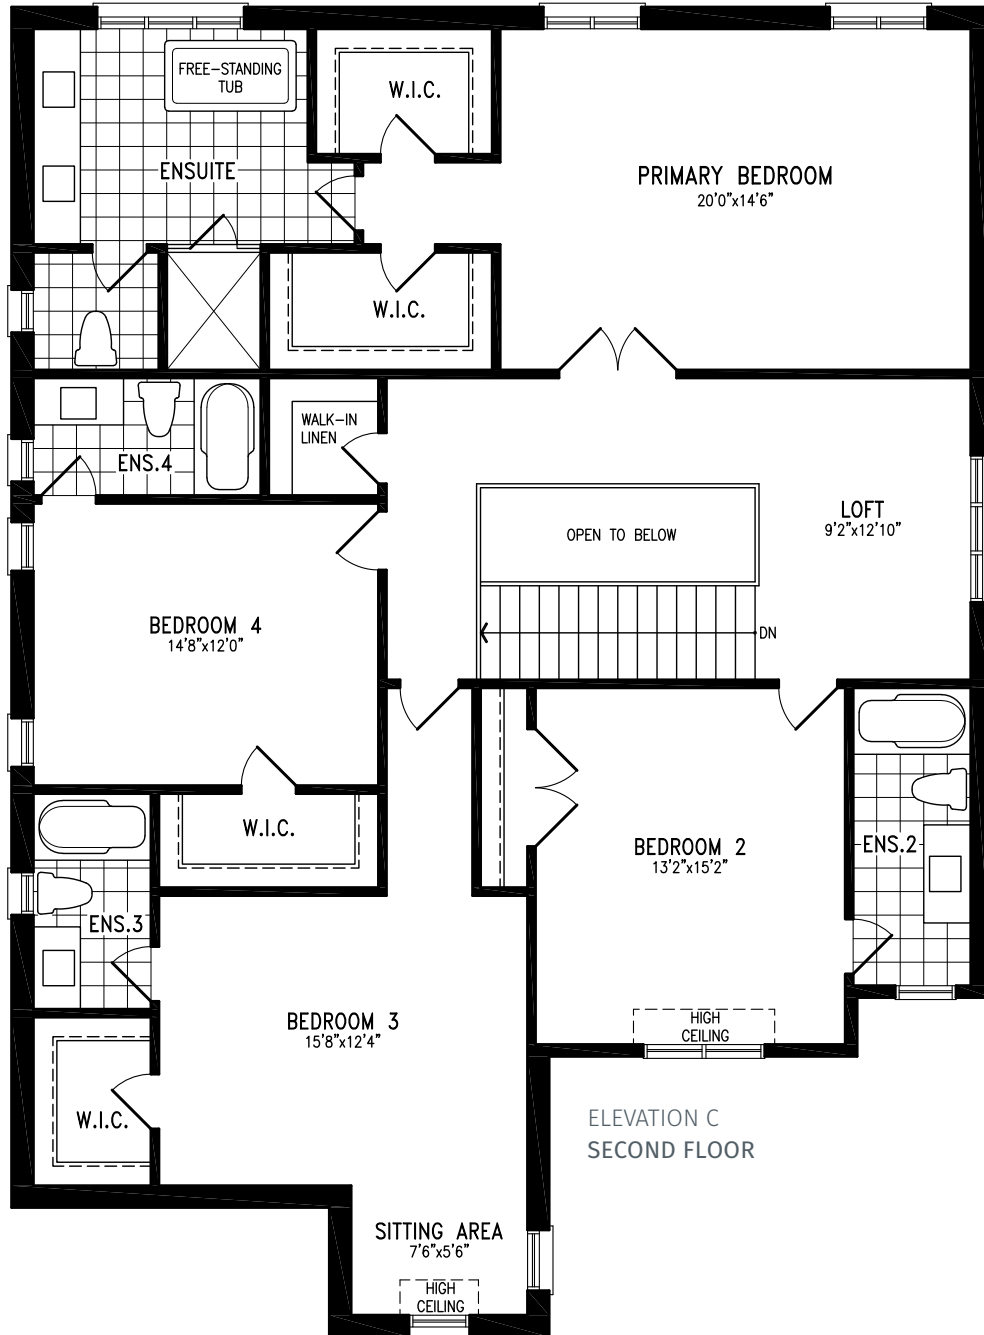 FREE-STANDING
TUB
W.I.C.
ENSUITE
PRIMARY BEDROOM
20'0"x14'6"
W.I.C.
WALK-IN
LINEN
ENS.4
LOFT
9'2"x12'10"
OPEN TO BELOW
BEDROOM 4
14'8"x12'0"
DN
W.I.C.
BEDROOM 2
13'2"x15'2"
ENS.2
ENS.3
BEDROOM 3
15'8"x12'4"
HIGH
CEILING
W.I.C.
ELEVATION C
SECOND FLOOR
SITTING AREA
7'6"x5'6"
HIGH
CEILING